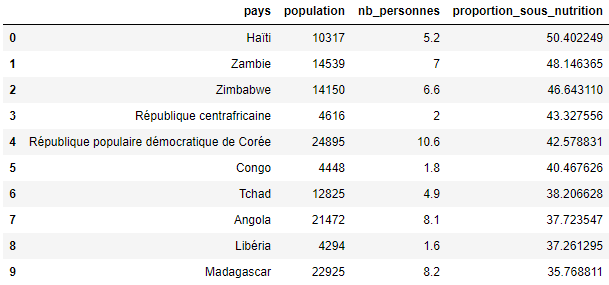 pays population nb_personnes proportion_sous_nutrition
0 Haïti 10317 5.2 50.402249
1 Zambie 14539 7 48.146365
2 Zimbabwe 14150 6.6 46.643110
3 République centrafricaine 4616 2 43.327556
4 République populaire démocratique de Corée 24895 10.6 42.578831
5 Congo 4448 1.8 40.467626
6 Tchad 12825 4.9 38.206628
7 Angola 21472 8.1 37.723547
8 Libéria 4294 1.6 37.261295
9 Madagascar 22925 8.2 35.768811